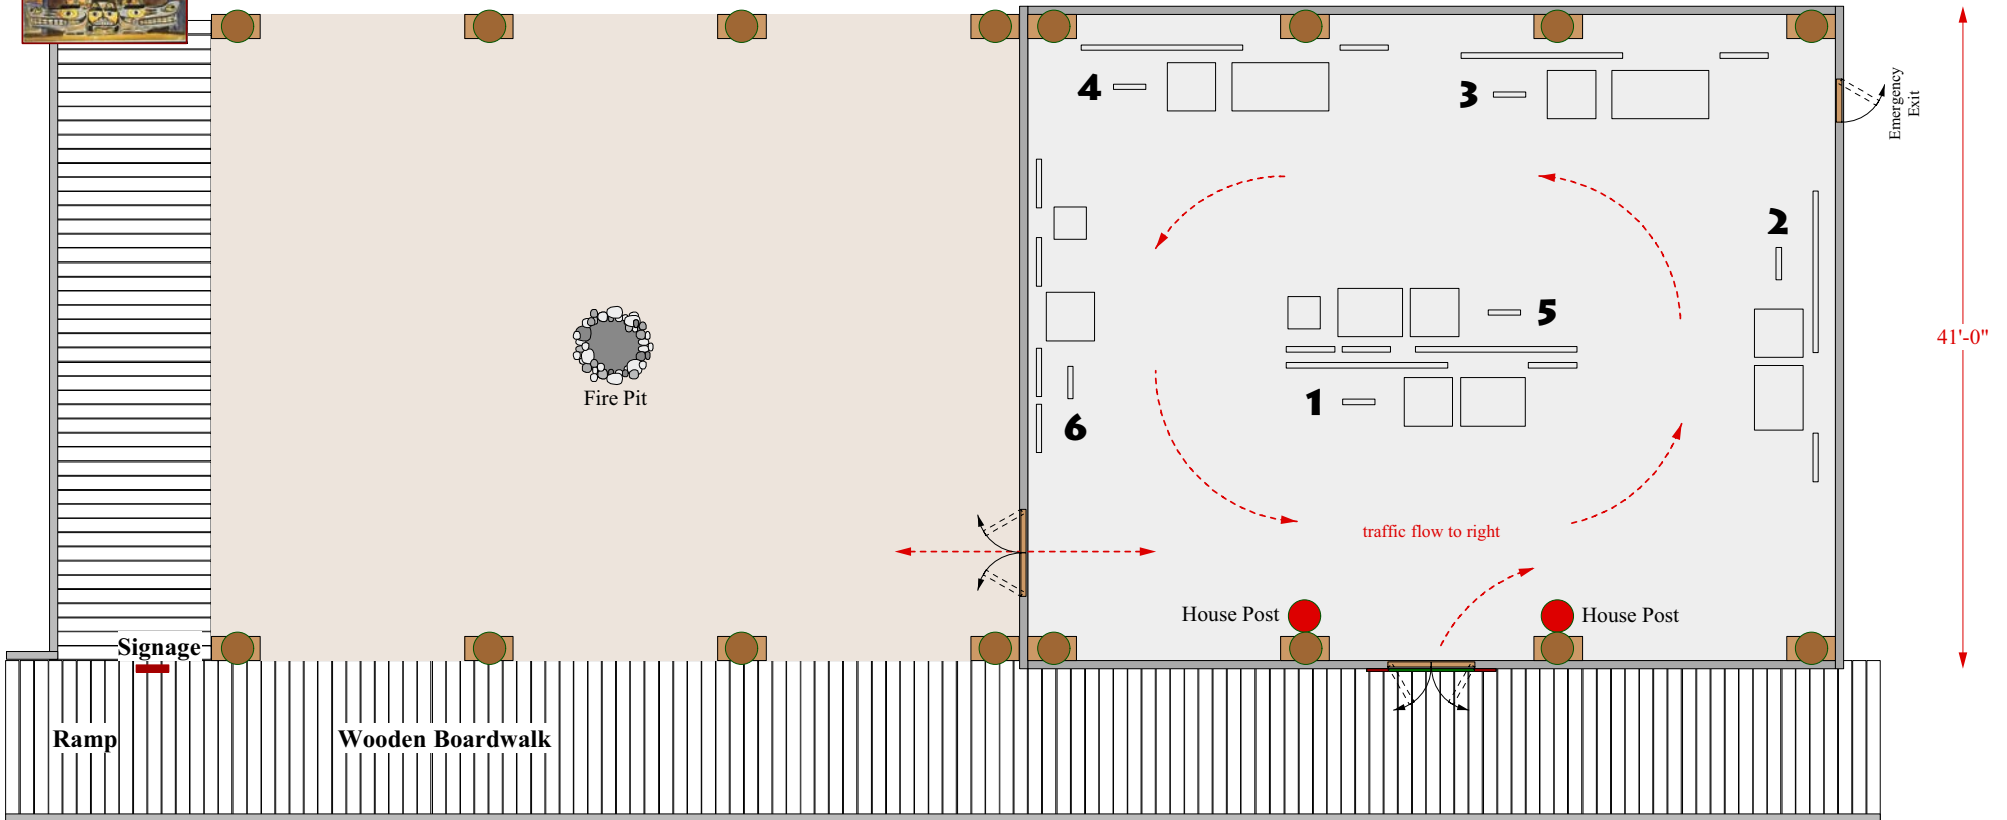 4
3
Emergency
Exit
2
5
41'-0"
1
Fire Pit
6
traffic flow to right
House Post
House Post
Signage
Ramp
Wooden Boardwalk